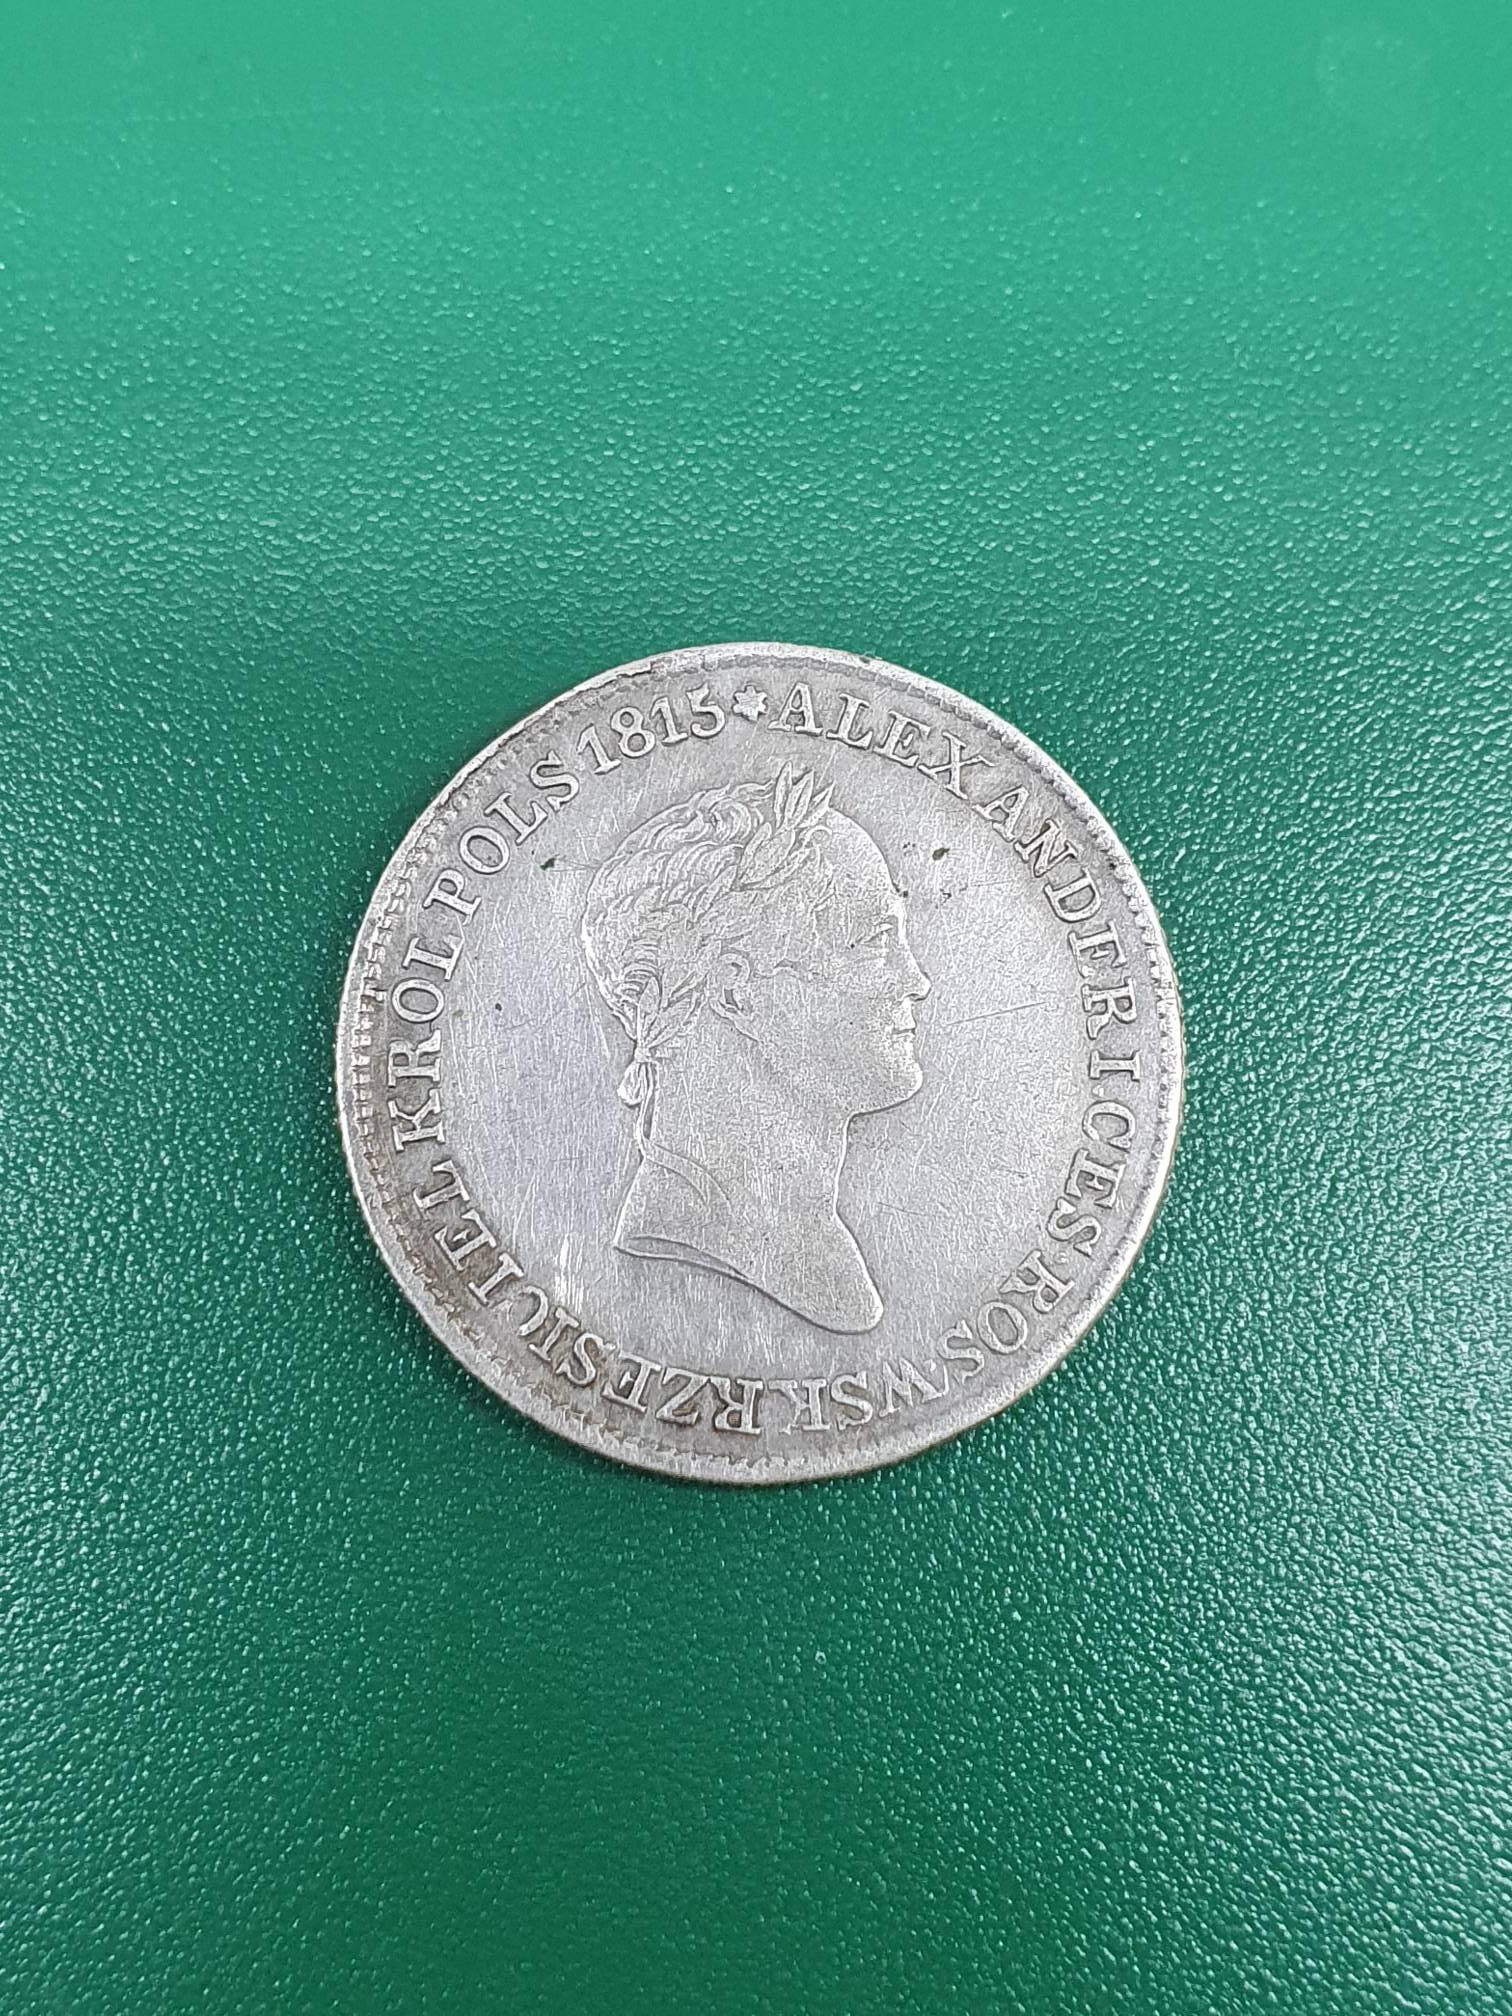 ALEXANDER I CES·ROS·WSK RZESICIEL KROL POLS 1815